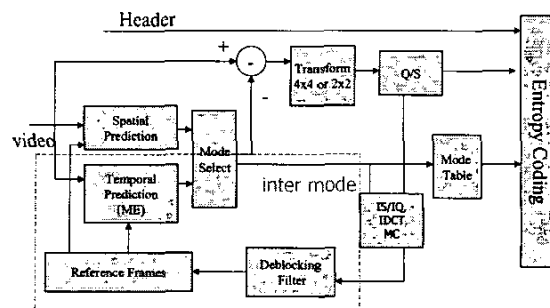 Header
+
-
Transform
4x4 or 2x2
Q/S
Entropy Coding
-
video
Spatial
Prediction
Mode
Select
Temporal
Prediction
(ME)
inter mode
Mode
Table
IS/IQ,
IDCT,
MC
Reference Frames
Deblocking
Filter